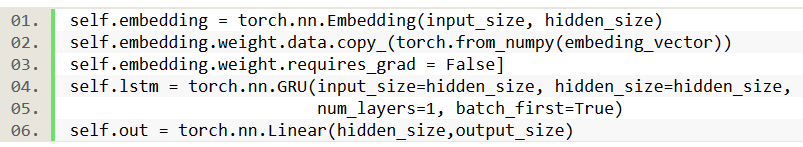 01. self.embedding = torch.nn.Embedding(input_size, hidden_size)
02. self.embedding.weight.data.copy_(torch.from_numpy(embeding_vector))
03. self.embedding.weight.requires_grad = False]
04. self.lstm = torch.nn.GRU(input_size=hidden_size, hidden_size=hidden_size,
05.                         num_layers=1, batch_first=True)
06. self.out = torch.nn.Linear(hidden_size,output_size)